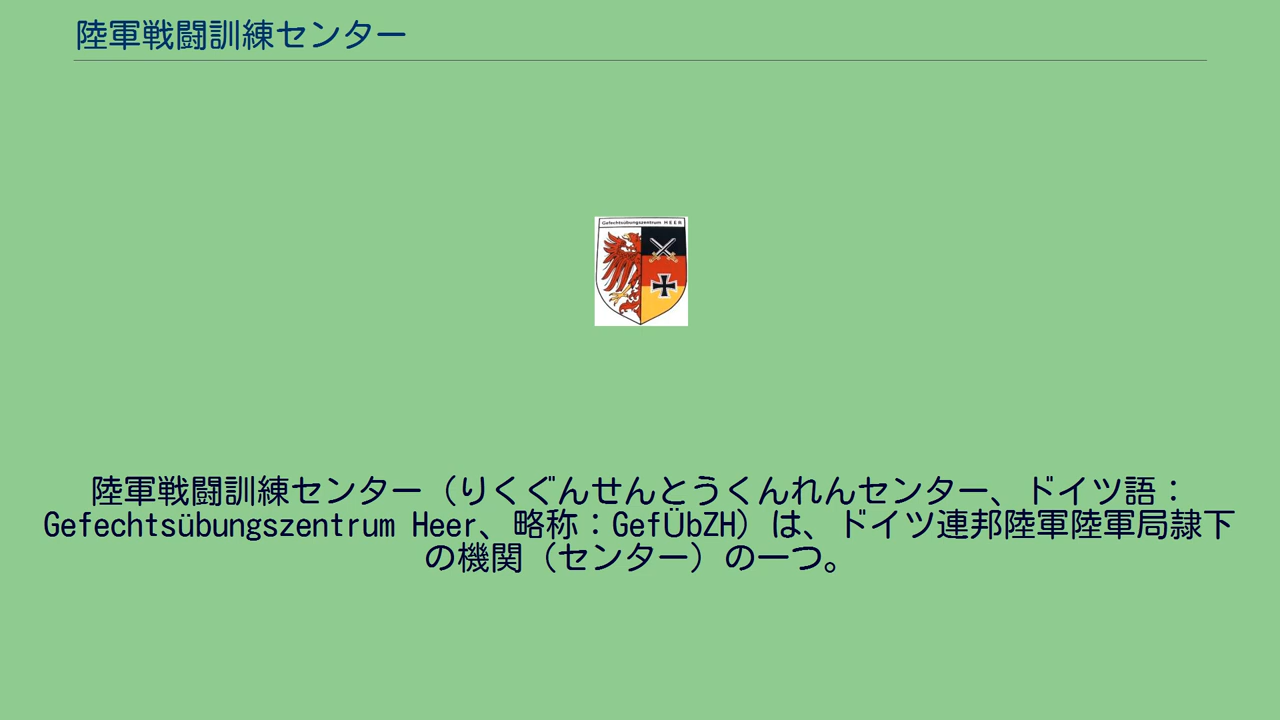 陸軍戦闘訓練センター
Gefechtsübungszentrum HEER
陸軍戦闘訓練センター（りくぐんせんとうくんれんセンター、ドイツ語：
Gefechtsübungszentrum Heer、略称：GefÜbZH）は、ドイツ連邦陸軍陸軍局隷下
の機関（センター）の一つ。